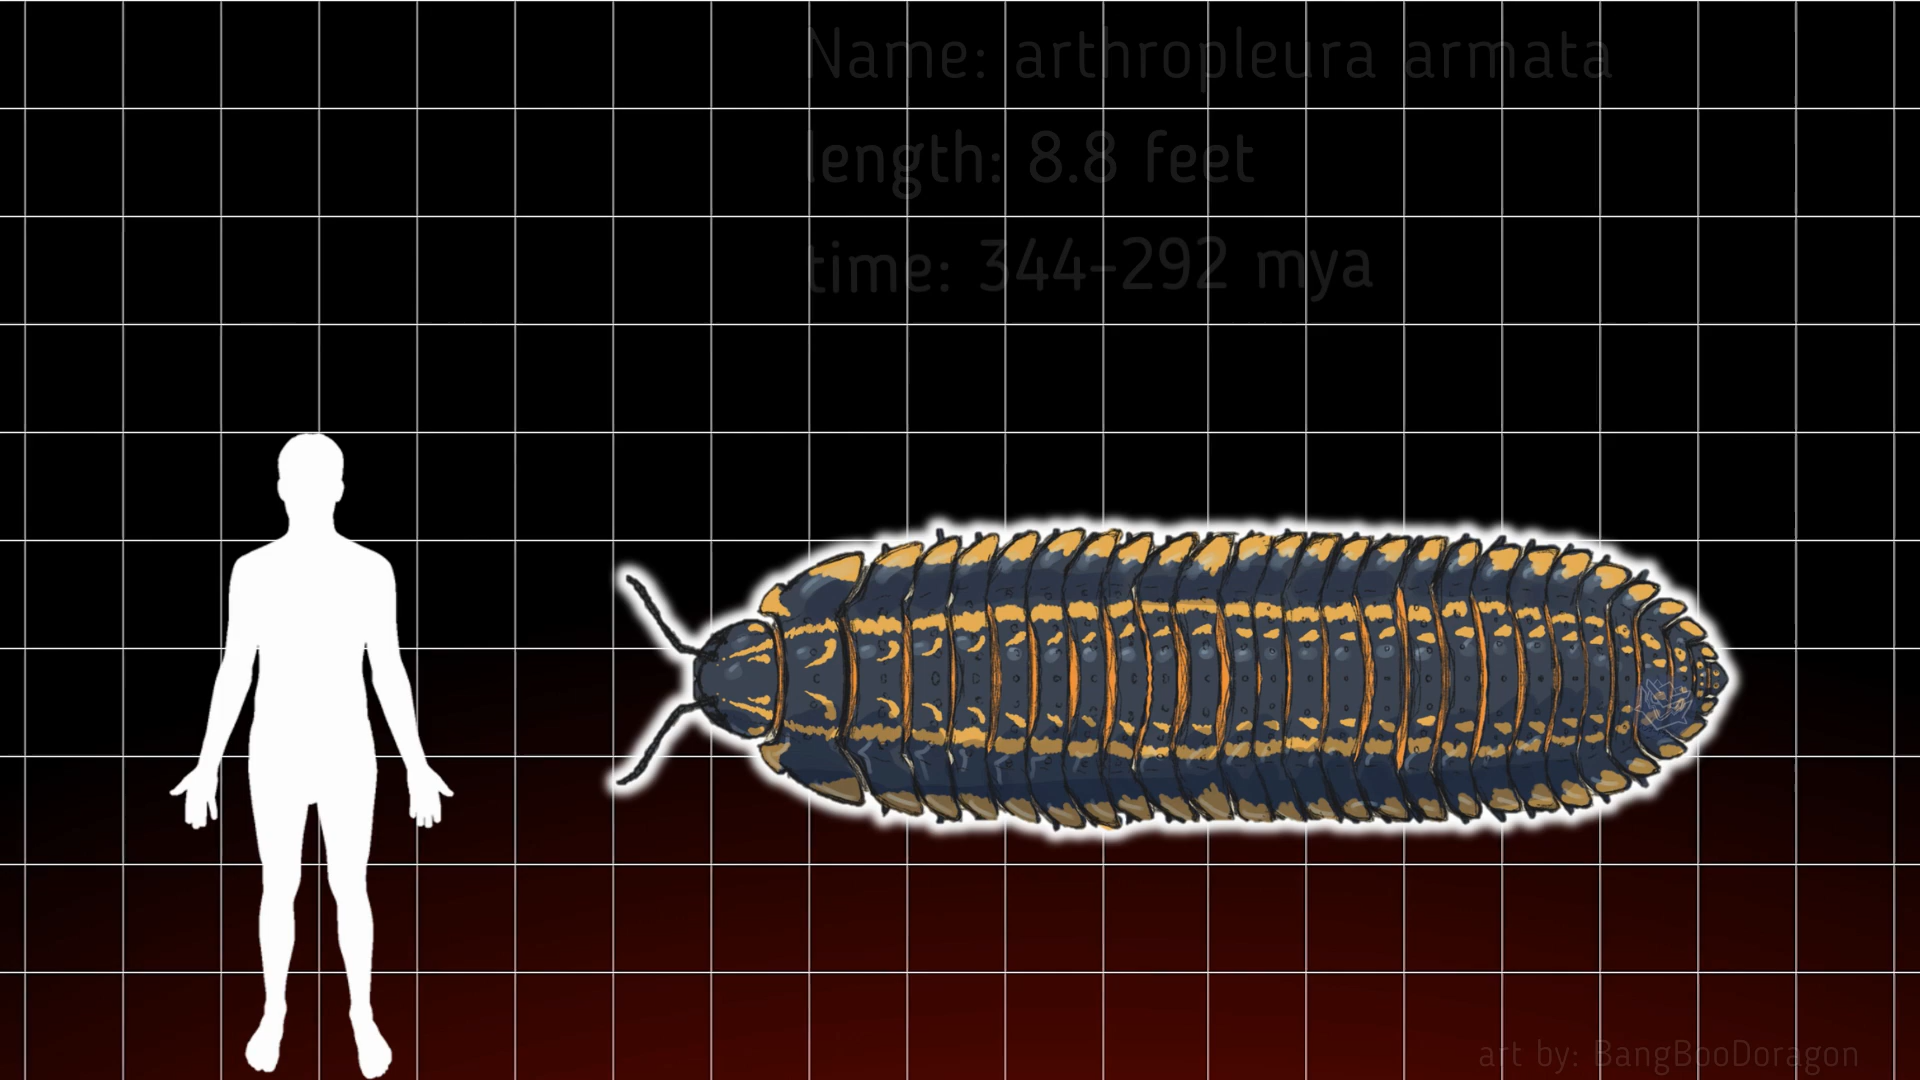 Name: arthropleura armata
length: 8.8 feet
time: 344-292 mya
art by: BangBooDoragon